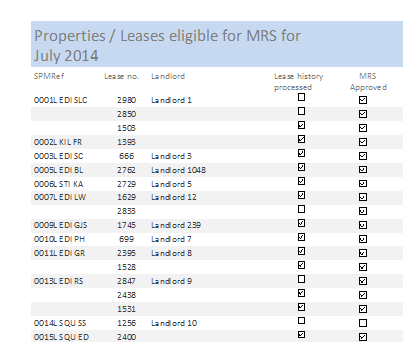 Properties / Leases eligible for MRS for
July 2014
SPMRef Lease no. Landlord Lease history processed MRS Approved
0001L EDI SLC 2980 Landlord 1
2850
1505
0002L KIL FR 1393
0003L EDI SC 666 Landlord 3
0005L EDI BL 2762 Landlord 1048
0006L STI KA 2729 Landlord 5
0007L EDI LW 1629 Landlord 12
2833
0009L EDI GJS 1745 Landlord 239
0010L EDI PH 699 Landlord 7
0011L EDI GR 2395 Landlord 8
1528
0013L EDI RS 2847 Landlord 9
2438
1531
0014L SQU SS 1256 Landlord 10
0015L SQU ED 2400